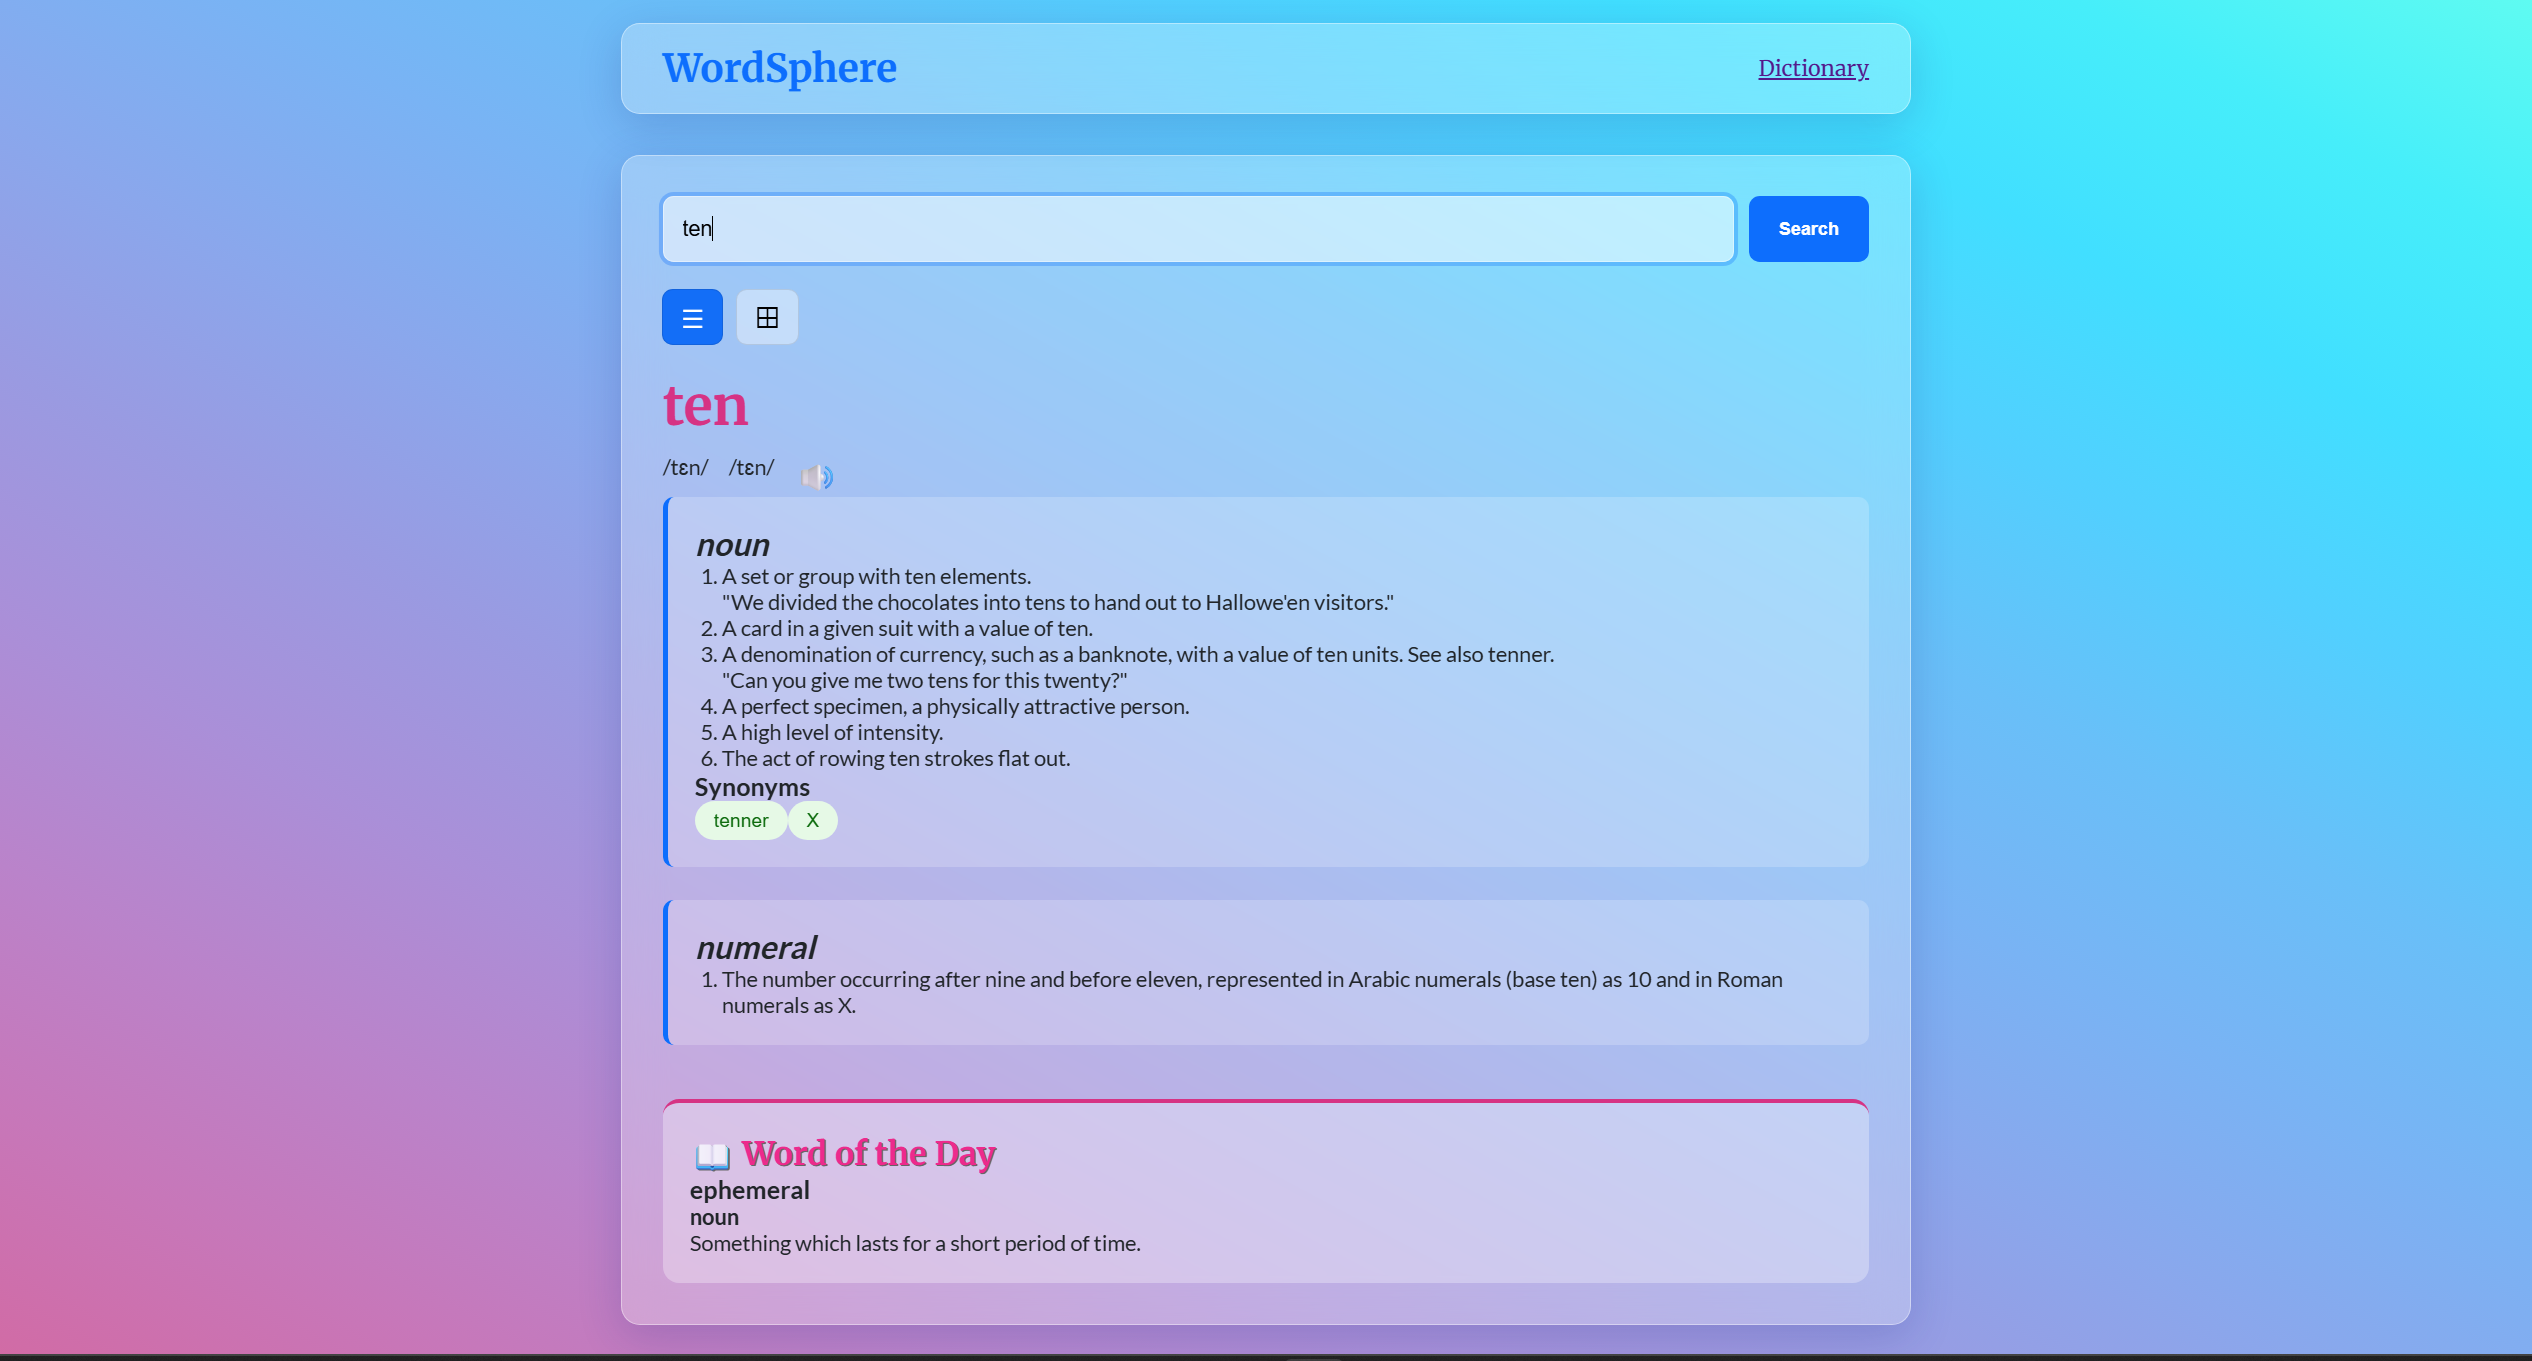 WordSphere
Dictionary
ten
Search
ten
/tɛn/ /tɛn/
noun
1. A set or group with ten elements.
"We divided the chocolates into tens to hand out to Hallowe'en visitors."
2. A card in a given suit with a value of ten.
3. A denomination of currency, such as a banknote, with a value of ten units. See also tenner.
"Can you give me two tens for this twenty?"
4. A perfect specimen, a physically attractive person.
5. A high level of intensity.
6. The act of rowing ten strokes flat out.
Synonyms
tenner X
numeral
1. The number occurring after nine and before eleven, represented in Arabic numerals (base ten) as 10 and in Roman
numerals as X.
Word of the Day
ephemeral
noun
Something which lasts for a short period of time.